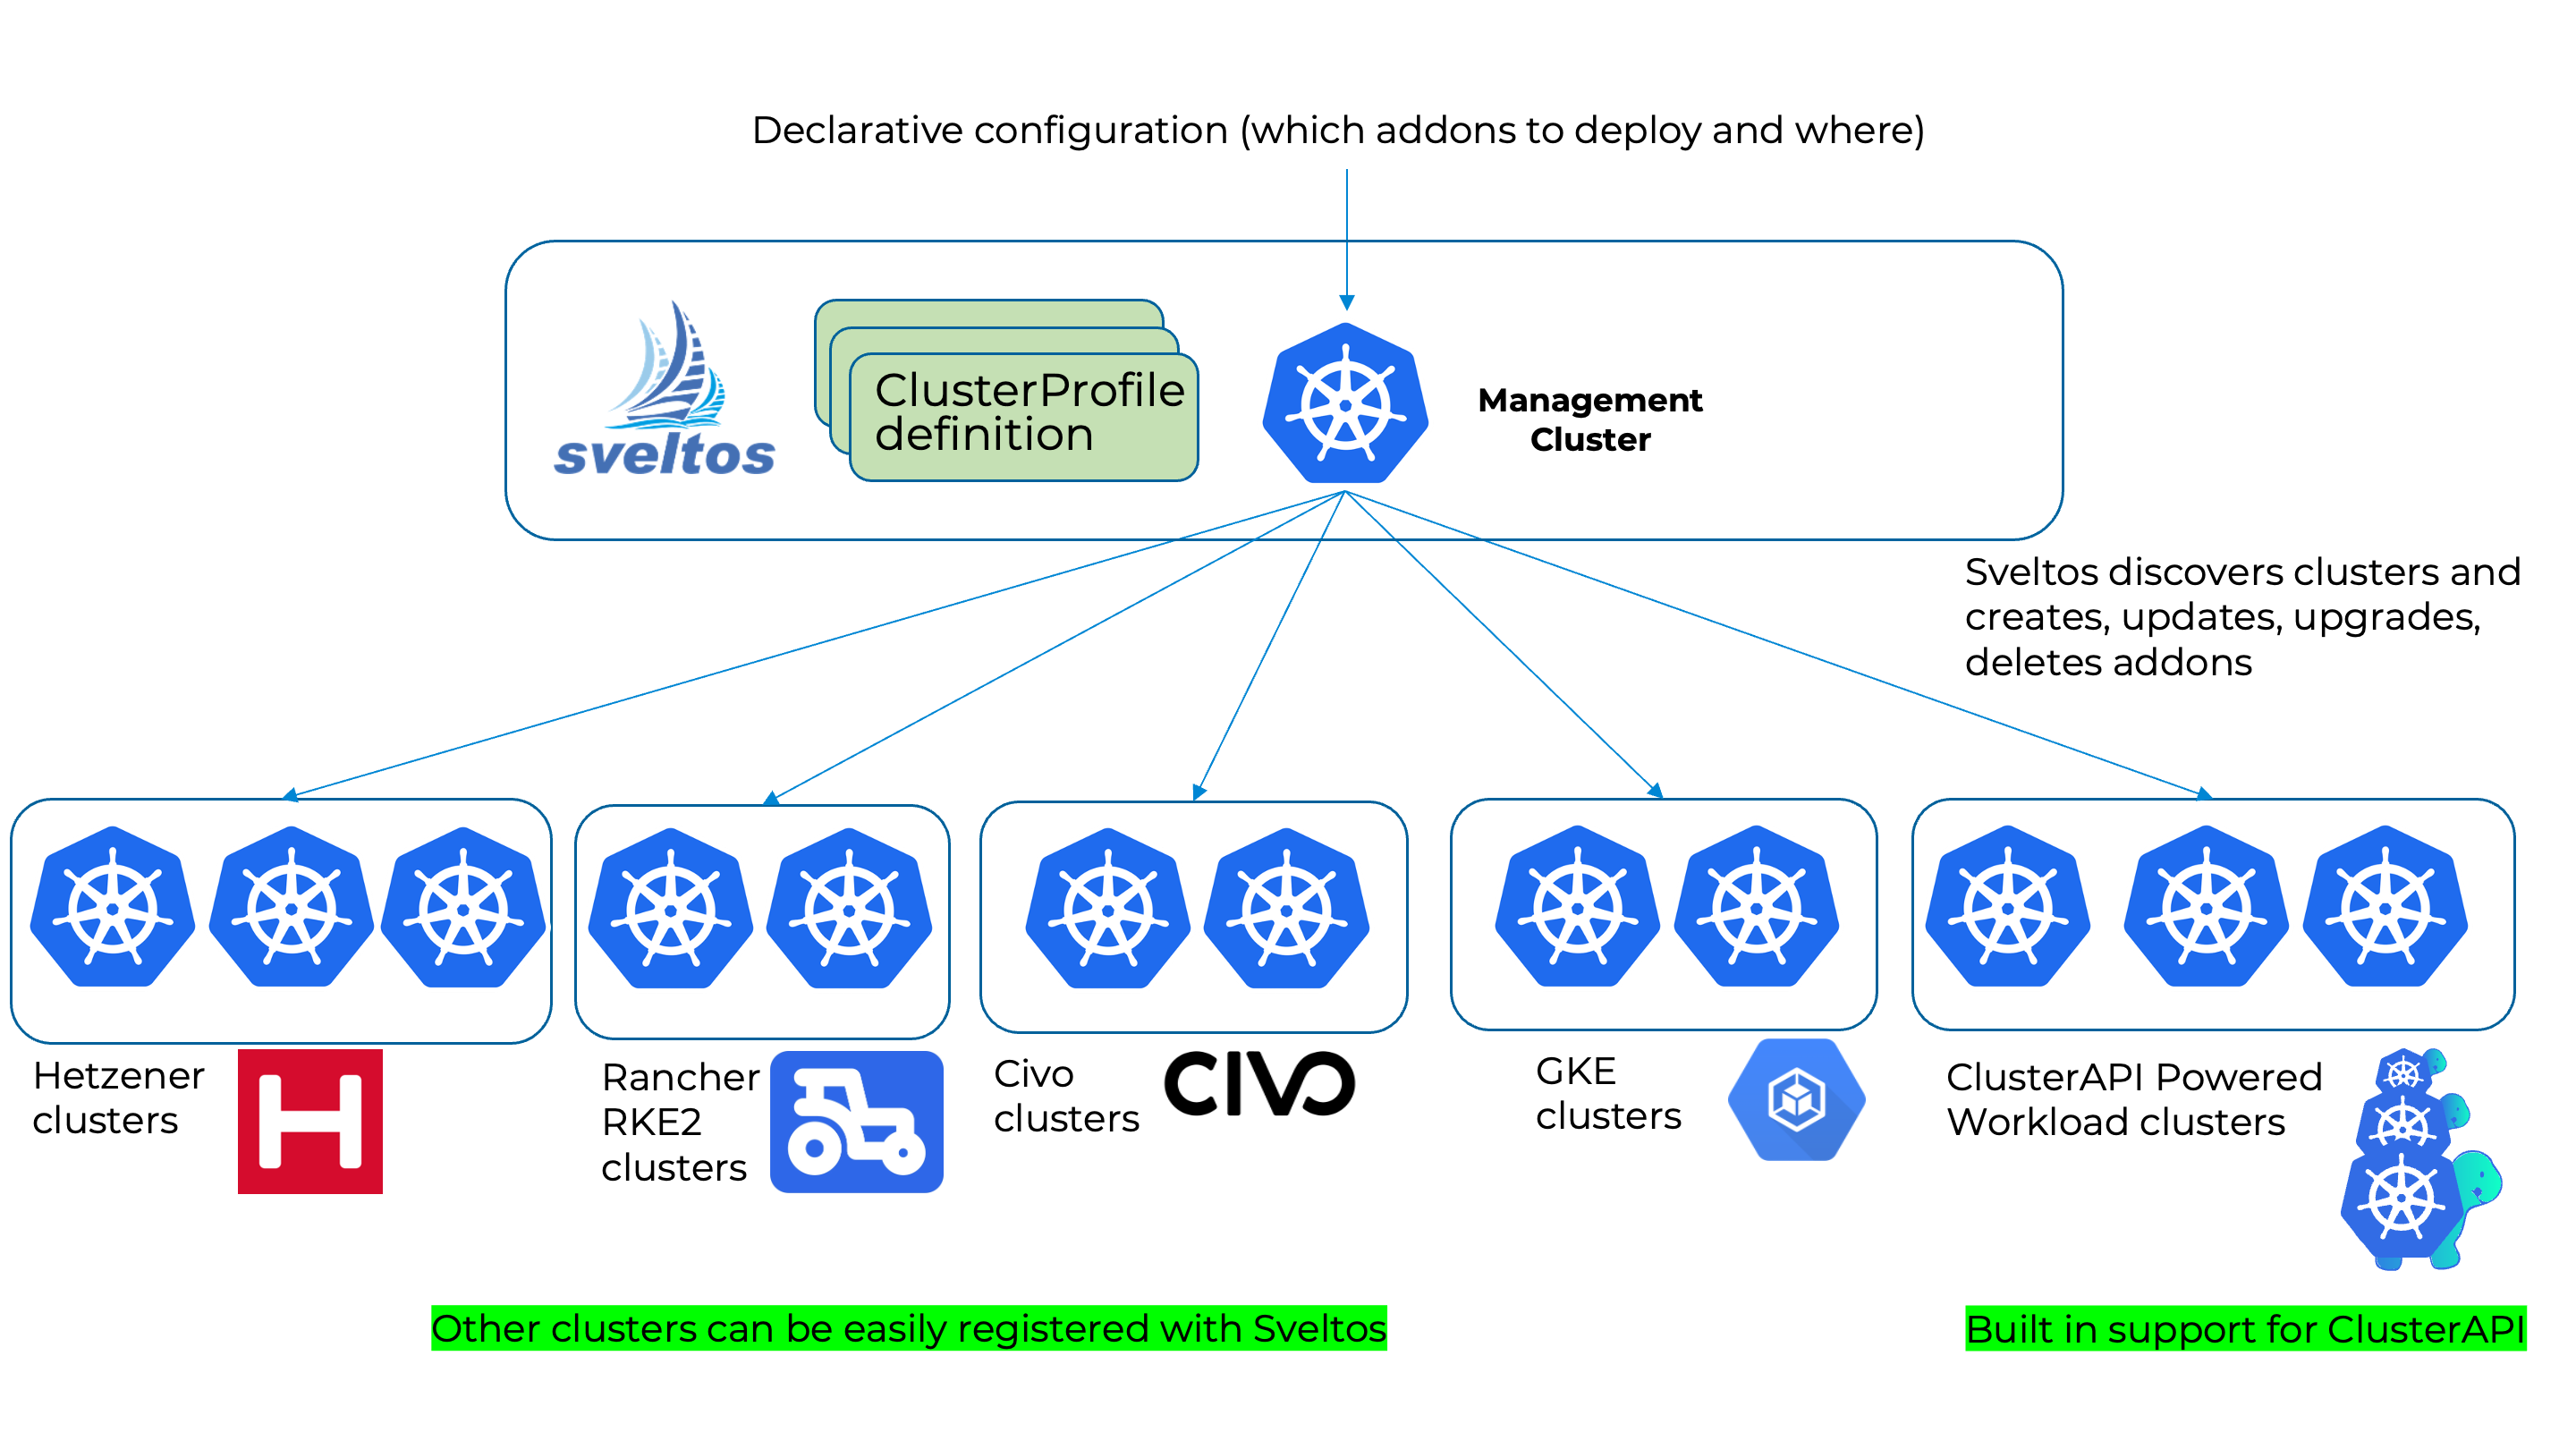 Declarative configuration (which addons to deploy and where)
sveltos
ClusterProfile
definition
Management
Cluster
Sveltos discovers clusters and
creates, updates, upgrades,
deletes addons
Hetzener
clusters
H
Rancher
RKE2
clusters
Civo
clusters
CIVO
GKE
clusters
ClusterAPI Powered
Workload clusters
Other clusters can be easily registered with Sveltos
Built in support for ClusterAPI